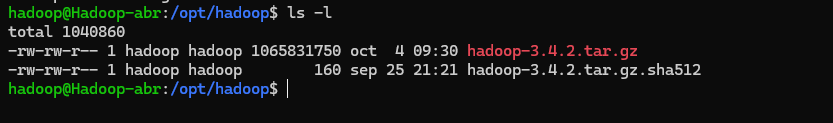 hadoop@Hadoop-abr:/opt/hadoop$ ls -l
total 1040860
-rw-rw-r-- 1 hadoop hadoop 1065831750 oct  4 09:30 hadoop-3.4.2.tar.gz
-rw-rw-r-- 1 hadoop hadoop        160 sep 25 21:21 hadoop-3.4.2.tar.gz.sha512
hadoop@Hadoop-abr:/opt/hadoop$